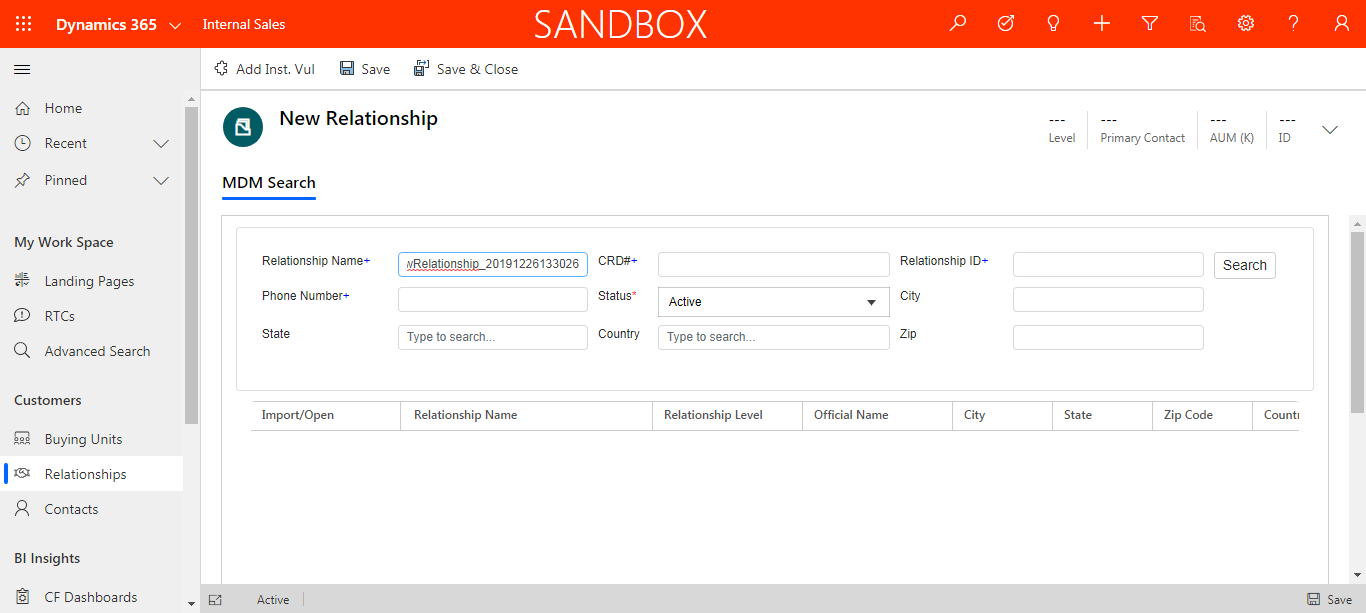 Dynamics 365 Internal Sales SANDBOX
Add Inst. Vul Save Save & Close
Home
Recent
Pinned
My Work Space
Landing Pages
RTCs
Advanced Search
Customers
Buying Units
Relationships
Contacts
BI Insights
CF Dashboards
New Relationship
--- --- --- ---
Level Primary Contact AUM (K) ID
MDM Search
Relationship Name+ wRelationship_20191226133026 CRD#+ Relationship ID+ Search
Phone Number+ Status* Active City
State Type to search... Country Type to search... Zip
Import/Open Relationship Name Relationship Level Official Name City State Zip Code Countr
Active Save